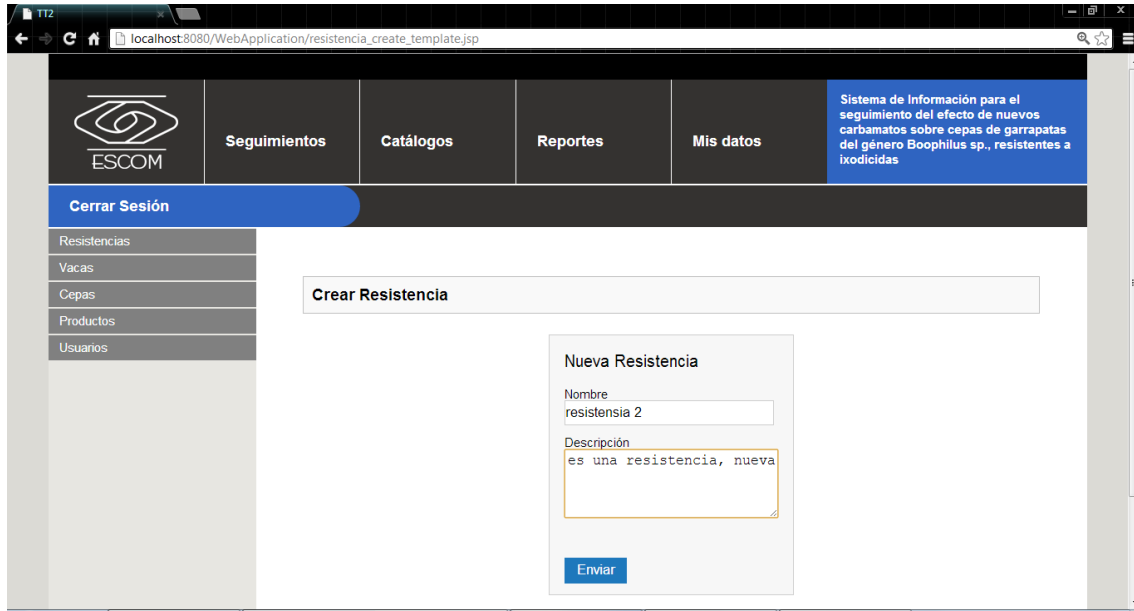 TT2
localhost:8080/WebApplication/resistencia_create_template.jsp
ESCOM
Seguimientos
Catálogos
Reportes
Mis datos
Sistema de Información para el
seguimiento del efecto de nuevos
carbamatos sobre cepas de garrapatas
del género Boophilus sp., resistentes a
ixodicidas
Cerrar Sesión
Resistencias
Vacas
Cepas
Productos
Usuarios
Crear Resistencia
Nueva Resistencia
Nombre
resistensia 2
Descripción
es una resistencia, nueva
Enviar